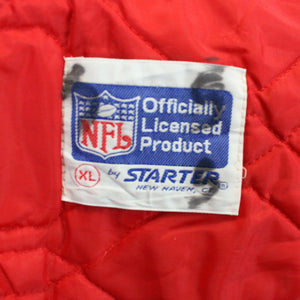 NFL
Officially
Licensed
Product
XL by STARTER
NEW HAVEN, CT